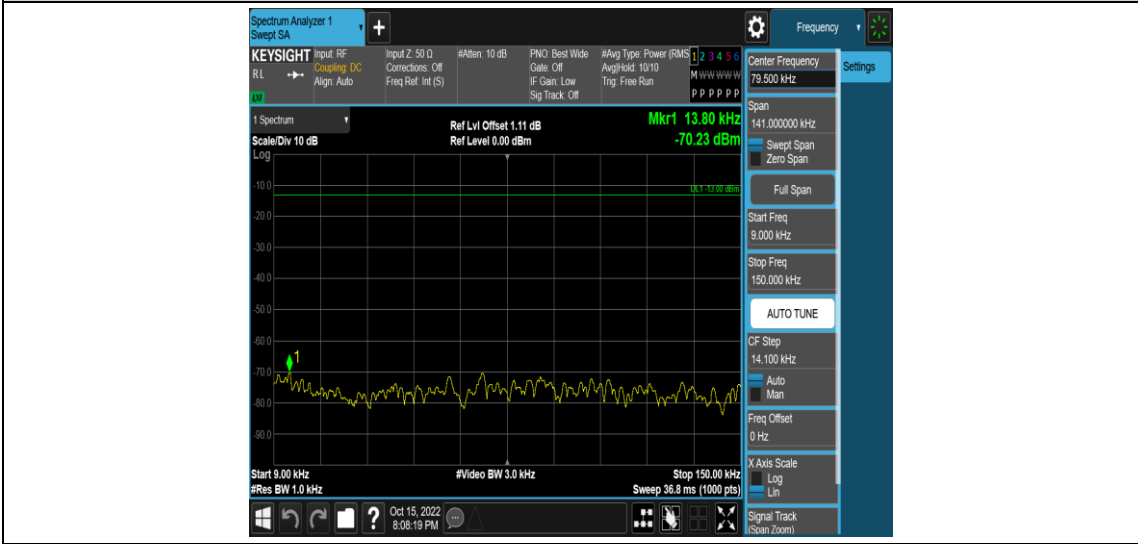 Spectrum Analyzer 1
Swept SA
+
Frequency
KEYSIGHT
RL
LXI
Input: RF
Coupling: DC
Align: Auto
Input Z: 50 Ω
Corrections: Off
Freq Ref: Int (S)
#Atten: 10 dB
PNO: Best Wide
Gate: Off
IF Gain: Low
Sig Track: Off
#Avg Type: Power (RMS
Avg|Hold: 10/10
Trig: Free Run
1 2 3 4 5 6
M W W W W W
P P P P P P
1 Spectrum
Scale/Div 10 dB
Log
Ref Lvl Offset 1.11 dB
Ref Level 0.00 dBm
Mkr1 13.80 kHz
-70.23 dBm
DL1 -13.00 dBm
-10.0
-20.0
-30.0
-40.0
-50.0
-60.0
-70.0
-80.0
-90.0
1
Start 9.00 kHz
#Res BW 1.0 kHz
#Video BW 3.0 kHz
Stop 150.00 kHz
Sweep 36.8 ms (1000 pts)
Center Frequency
79.500 kHz
Settings
Span
141.000000 kHz
Swept Span
Zero Span
Full Span
Start Freq
9.000 kHz
Stop Freq
150.000 kHz
AUTO TUNE
CF Step
14.100 kHz
Auto
Man
Freq Offset
0 Hz
X Axis Scale
Log
Lin
Signal Track
(Span Zoom)
?
Oct 15, 2022
8:08:19 PM